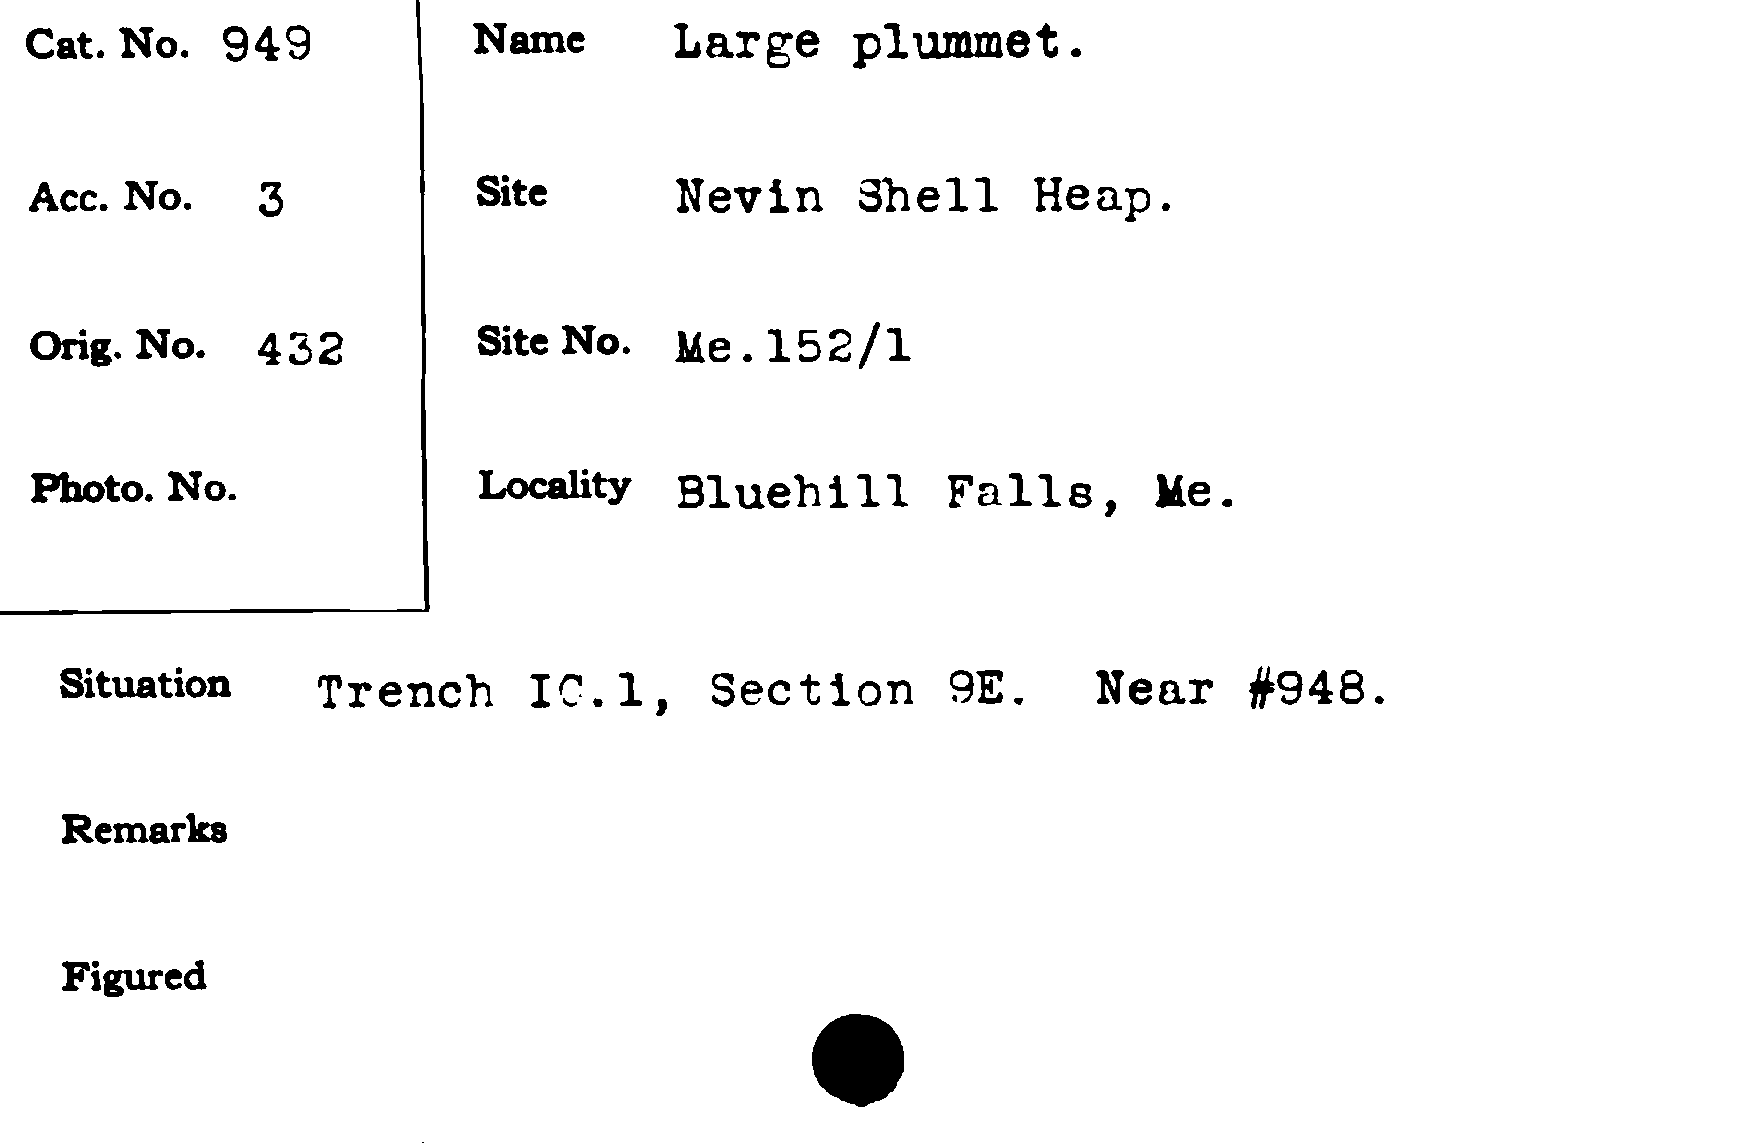 Cat. No. 949
Acc. No. 3
Orig. No. 432
Photo. No.
Name Large plummet.
Site Nevin Shell Heap.
Site No. Me.152/1
Locality Bluehill Falls, Me.
Situation Trench IC.1, Section 9E. Near #948.
Remarks
Figured